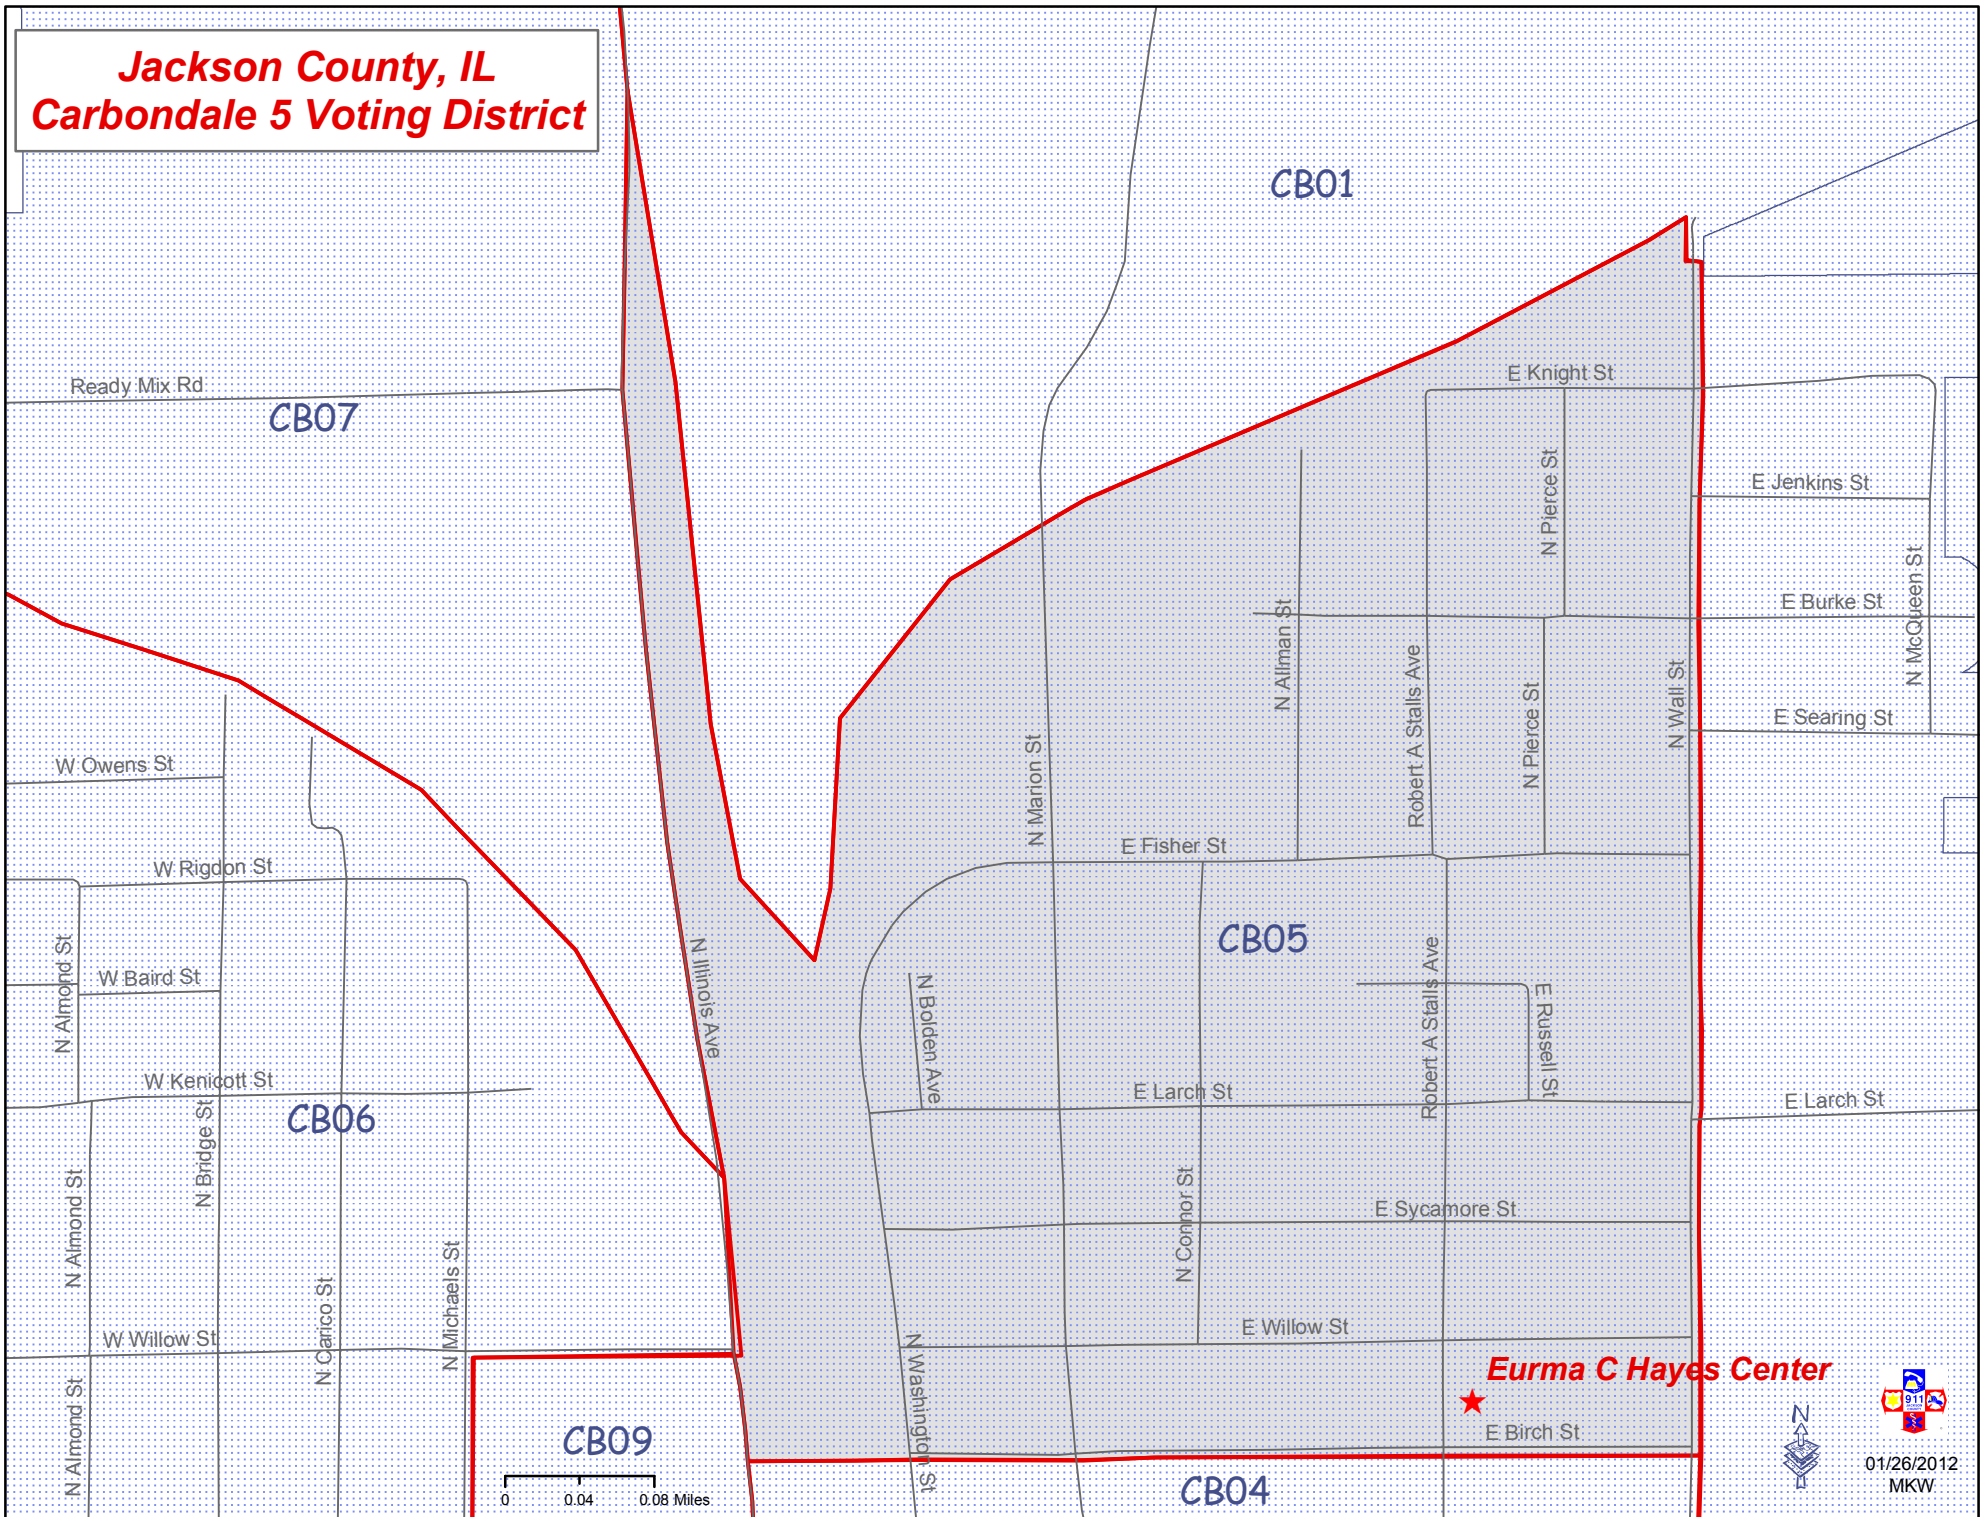 Jackson County, IL
Carbondale 5 Voting District
CB01
Ready Mix Rd
CB07
E Knight St
N Pierce St
E Jenkins St
N McQueen St
E Burke St
N Allman St
Robert A Stalls Ave
N Pierce St
N Wall St
E Searing St
N Marion St
W Owens St
E Fisher St
W Rigdon St
CB05
N Almond St
W Baird St
N Illinois Ave
N Bolden Ave
Robert A Stalls Ave
E Russell St
W Kenicott St
E Larch St
E Larch St
CB06
N Bridge St
N Almond St
N Connor St
E Sycamore St
N Carico St
N Michaels St
W Willow St
E Willow St
N Washington St
Eurma C Hayes Center
N Almond St
E Birch St
CB09
N
911
JACKSON
COUNTY
01/26/2012
MKW
0 0.04 0.08 Miles
CB04